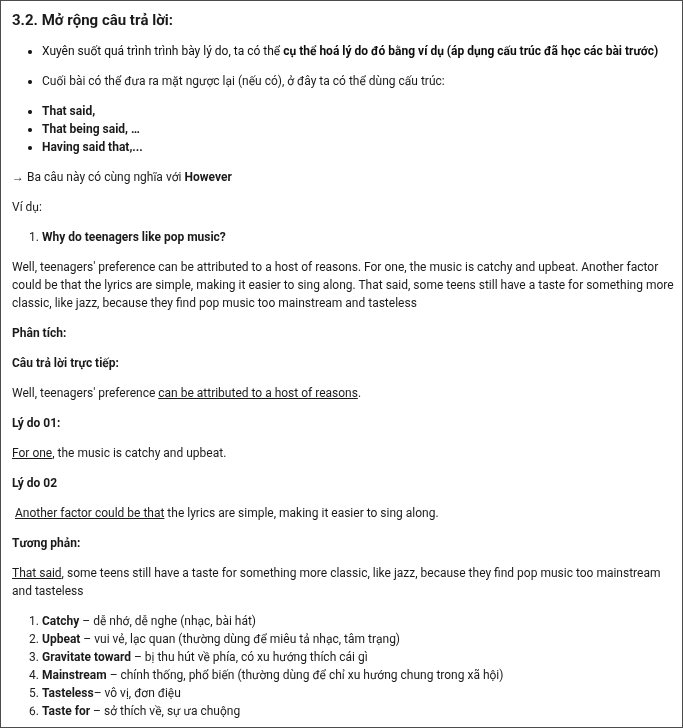 3.2. Mở rộng câu trả lời:
Xuyên suốt quá trình trình bày lý do, ta có thể cụ thể hoá lý do đó bằng ví dụ (áp dụng cấu trúc đã học các bài trước)
Cuối bài có thể đưa ra mặt ngược lại (nếu có), ở đây ta có thể dùng cấu trúc:
That said,
That being said, …
Having said that,...
→ Ba câu này có cùng nghĩa với However
Ví dụ:
1. Why do teenagers like pop music?
Well, teenagers' preference can be attributed to a host of reasons. For one, the music is catchy and upbeat. Another factor
could be that the lyrics are simple, making it easier to sing along. That said, some teens still have a taste for something more
classic, like jazz, because they find pop music too mainstream and tasteless
Phân tích:
Câu trả lời trực tiếp:
Well, teenagers' preference can be attributed to a host of reasons.
Lý do 01:
For one, the music is catchy and upbeat.
Lý do 02
Another factor could be that the lyrics are simple, making it easier to sing along.
Tương phản:
That said, some teens still have a taste for something more classic, like jazz, because they find pop music too mainstream
and tasteless
1. Catchy – dễ nhớ, dễ nghe (nhạc, bài hát)
2. Upbeat – vui vẻ, lạc quan (thường dùng để miêu tả nhạc, tâm trạng)
3. Gravitate toward – bị thu hút về phía, có xu hướng thích cái gì
4. Mainstream – chính thống, phổ biến (thường dùng để chỉ xu hướng chung trong xã hội)
5. Tasteless– vô vị, đơn điệu
6. Taste for – sở thích về, sự ưa chuộng